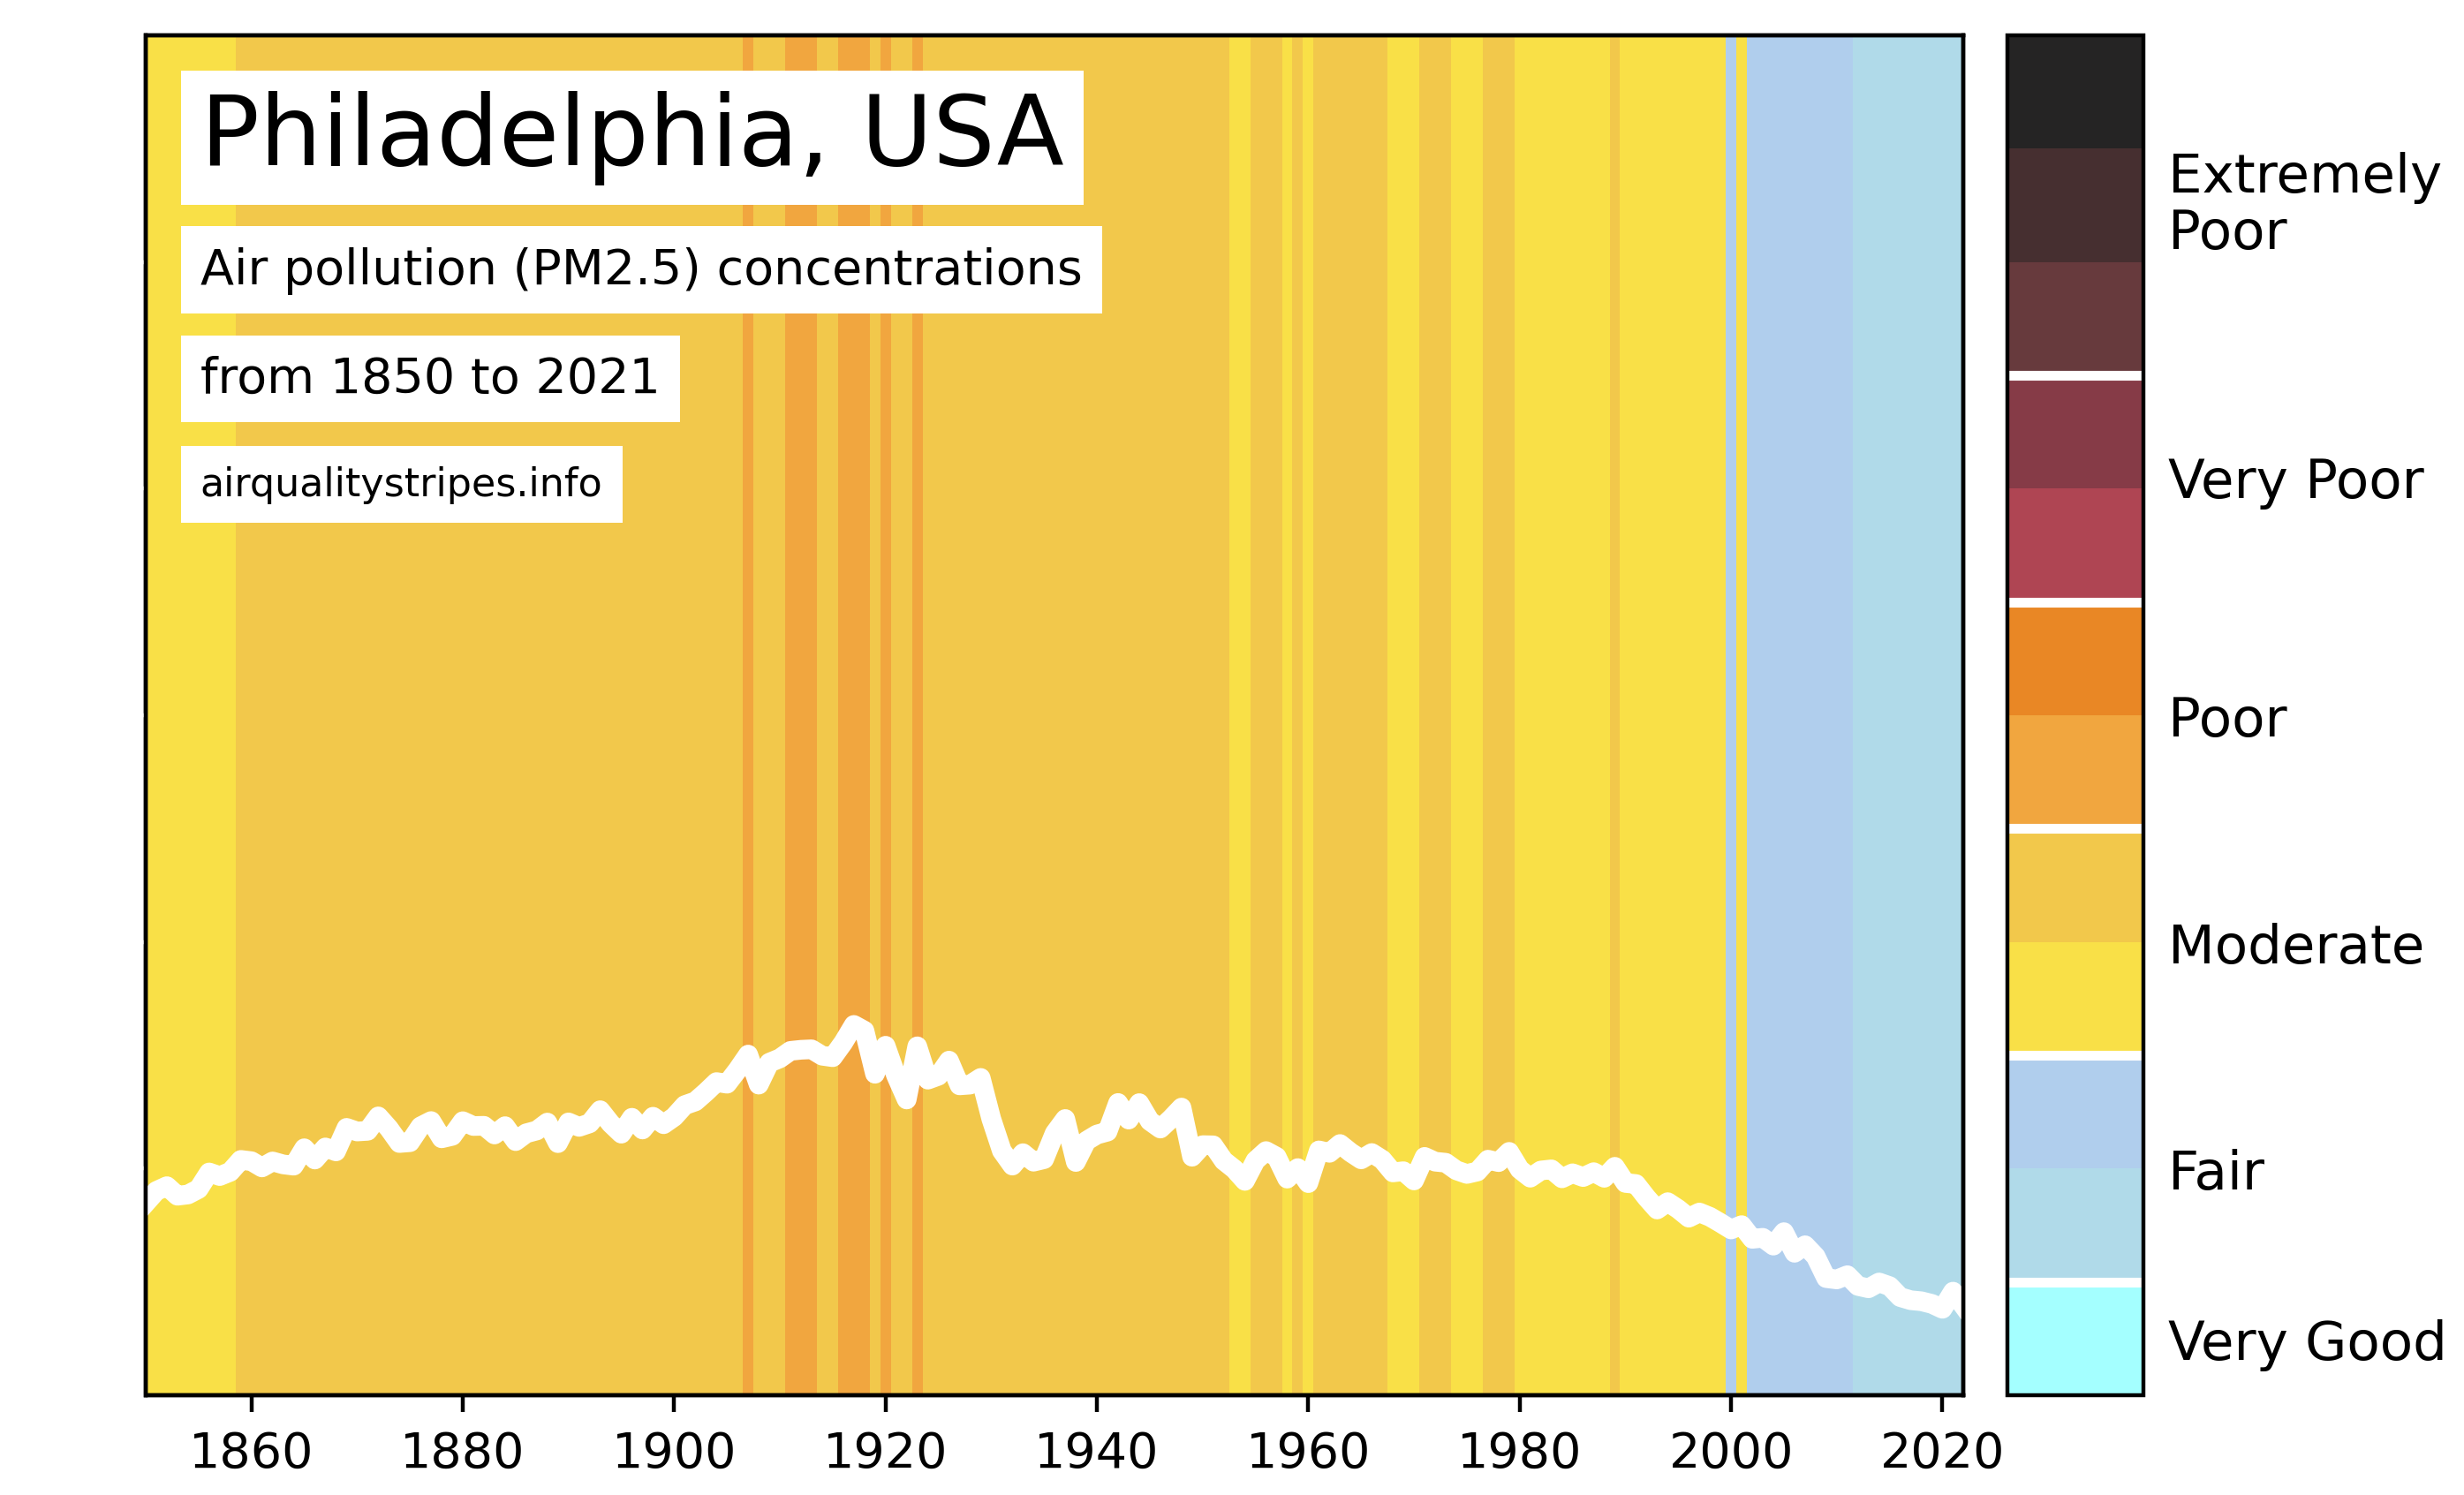 Philadelphia, USA
Air pollution (PM2.5) concentrations
from 1850 to 2021
airqualitystripes.info
Extremely
Poor
Very Poor
Poor
Moderate
Fair
Very Good
1860 1880 1900 1920 1940 1960 1980 2000 2020